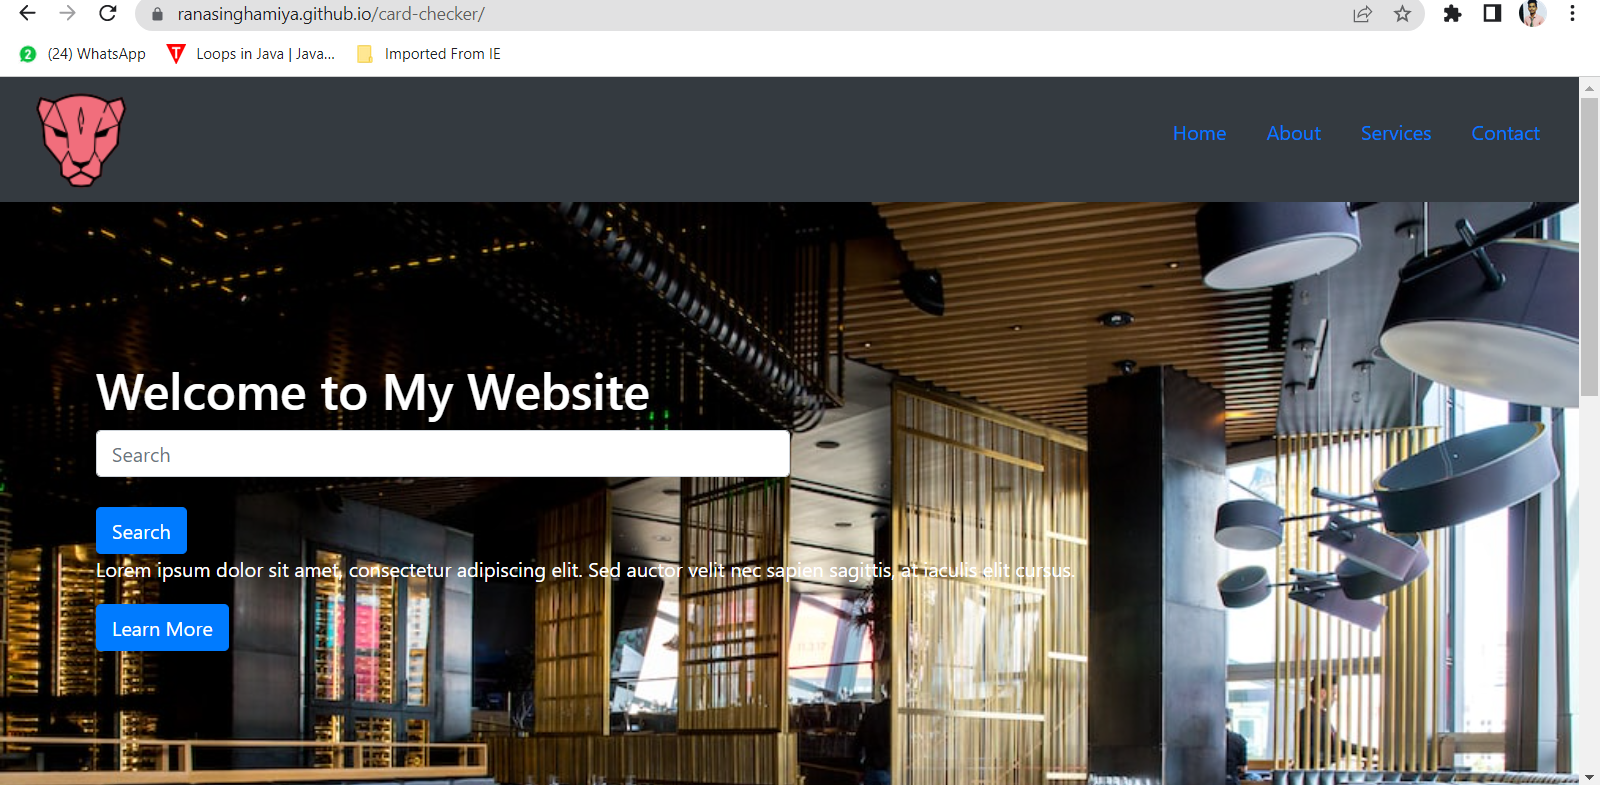 ranasinghamiya.github.io/card-checker/
2 (24) WhatsApp T Loops in Java | Java... Imported From IE
Home About Services Contact
Welcome to My Website
Search
Search
Lorem ipsum dolor sit amet, consectetur adipiscing elit. Sed auctor velit nec sapien sagittis, at iaculis elit cursus.
Learn More